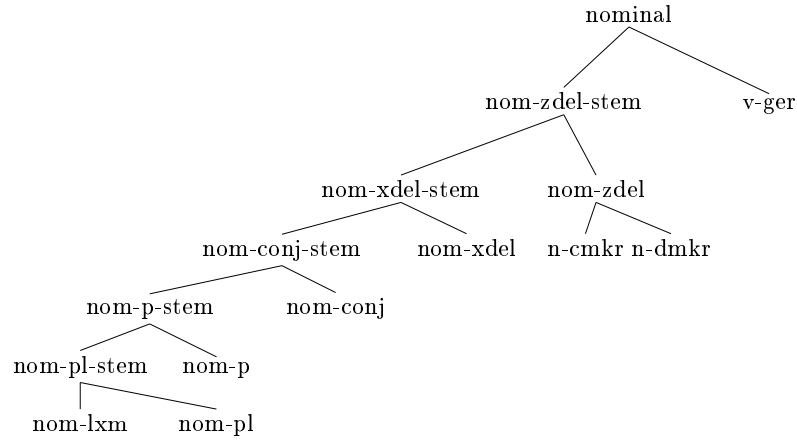 nominal
nom-zdel-stem v-ger
nom-xdel-stem nom-zdel
nom-conj-stem nom-xdel n-cmkr n-dmkr
nom-p-stem nom-conj
nom-pl-stem nom-p
nom-lxm nom-pl